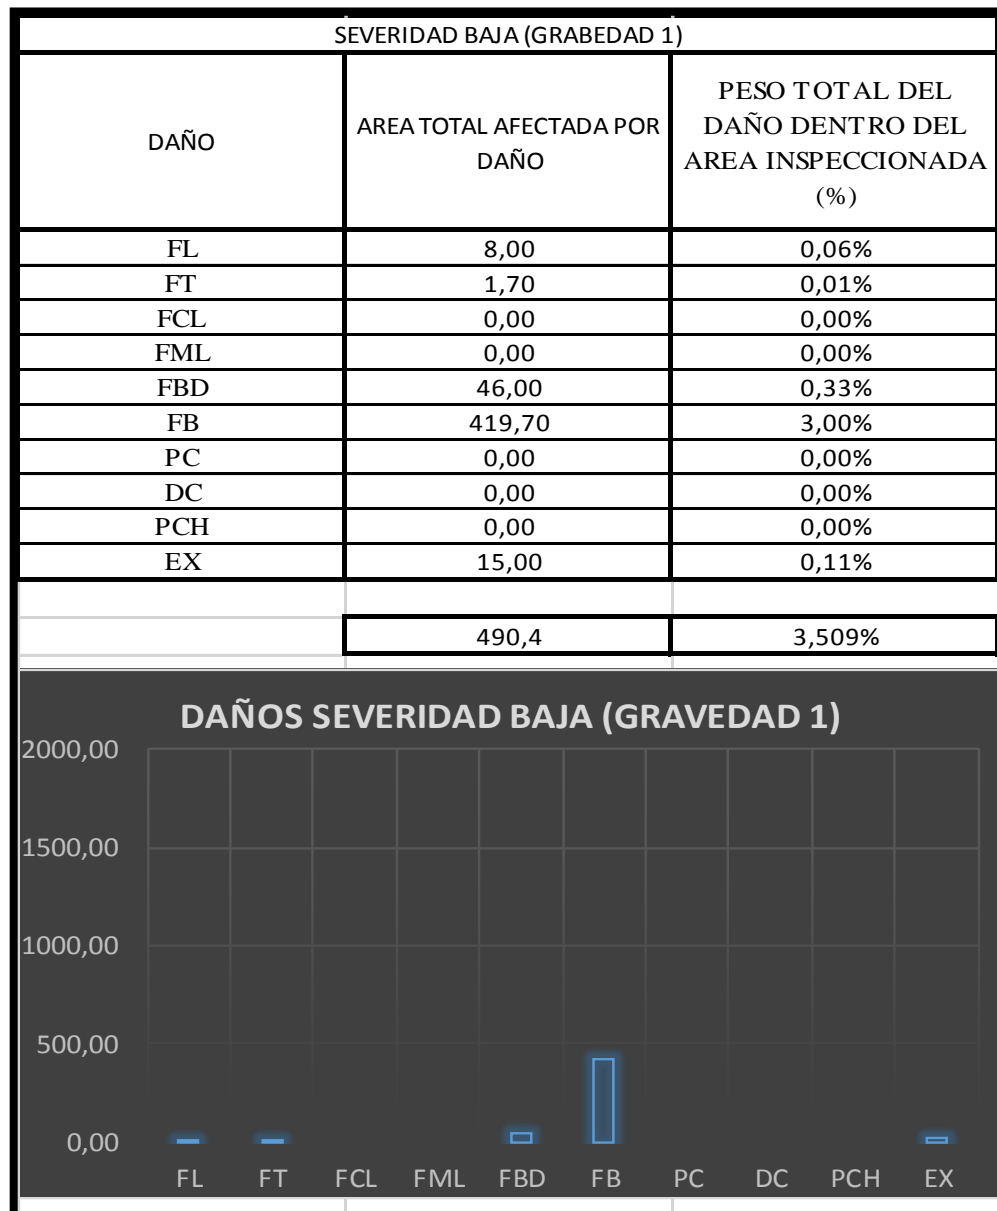 SEVERIDAD BAJA (GRABEDAD 1)
DAÑO
AREA TOTAL AFECTADA POR
DAÑO
PESO TOTAL DEL
DAÑO DENTRO DEL
AREA INSPECCIONADA
(%)
FL 8,00 0,06%
FT 1,70 0,01%
FCL 0,00 0,00%
FML 0,00 0,00%
FBD 46,00 0,33%
FB 419,70 3,00%
PC 0,00 0,00%
DC 0,00 0,00%
PCH 0,00 0,00%
EX 15,00 0,11%
490,4 3,509%
DAÑOS SEVERIDAD BAJA (GRAVEDAD 1)
2000,00
1500,00
1000,00
500,00
0,00
FL FT FCL FML FBD FB PC DC PCH EX